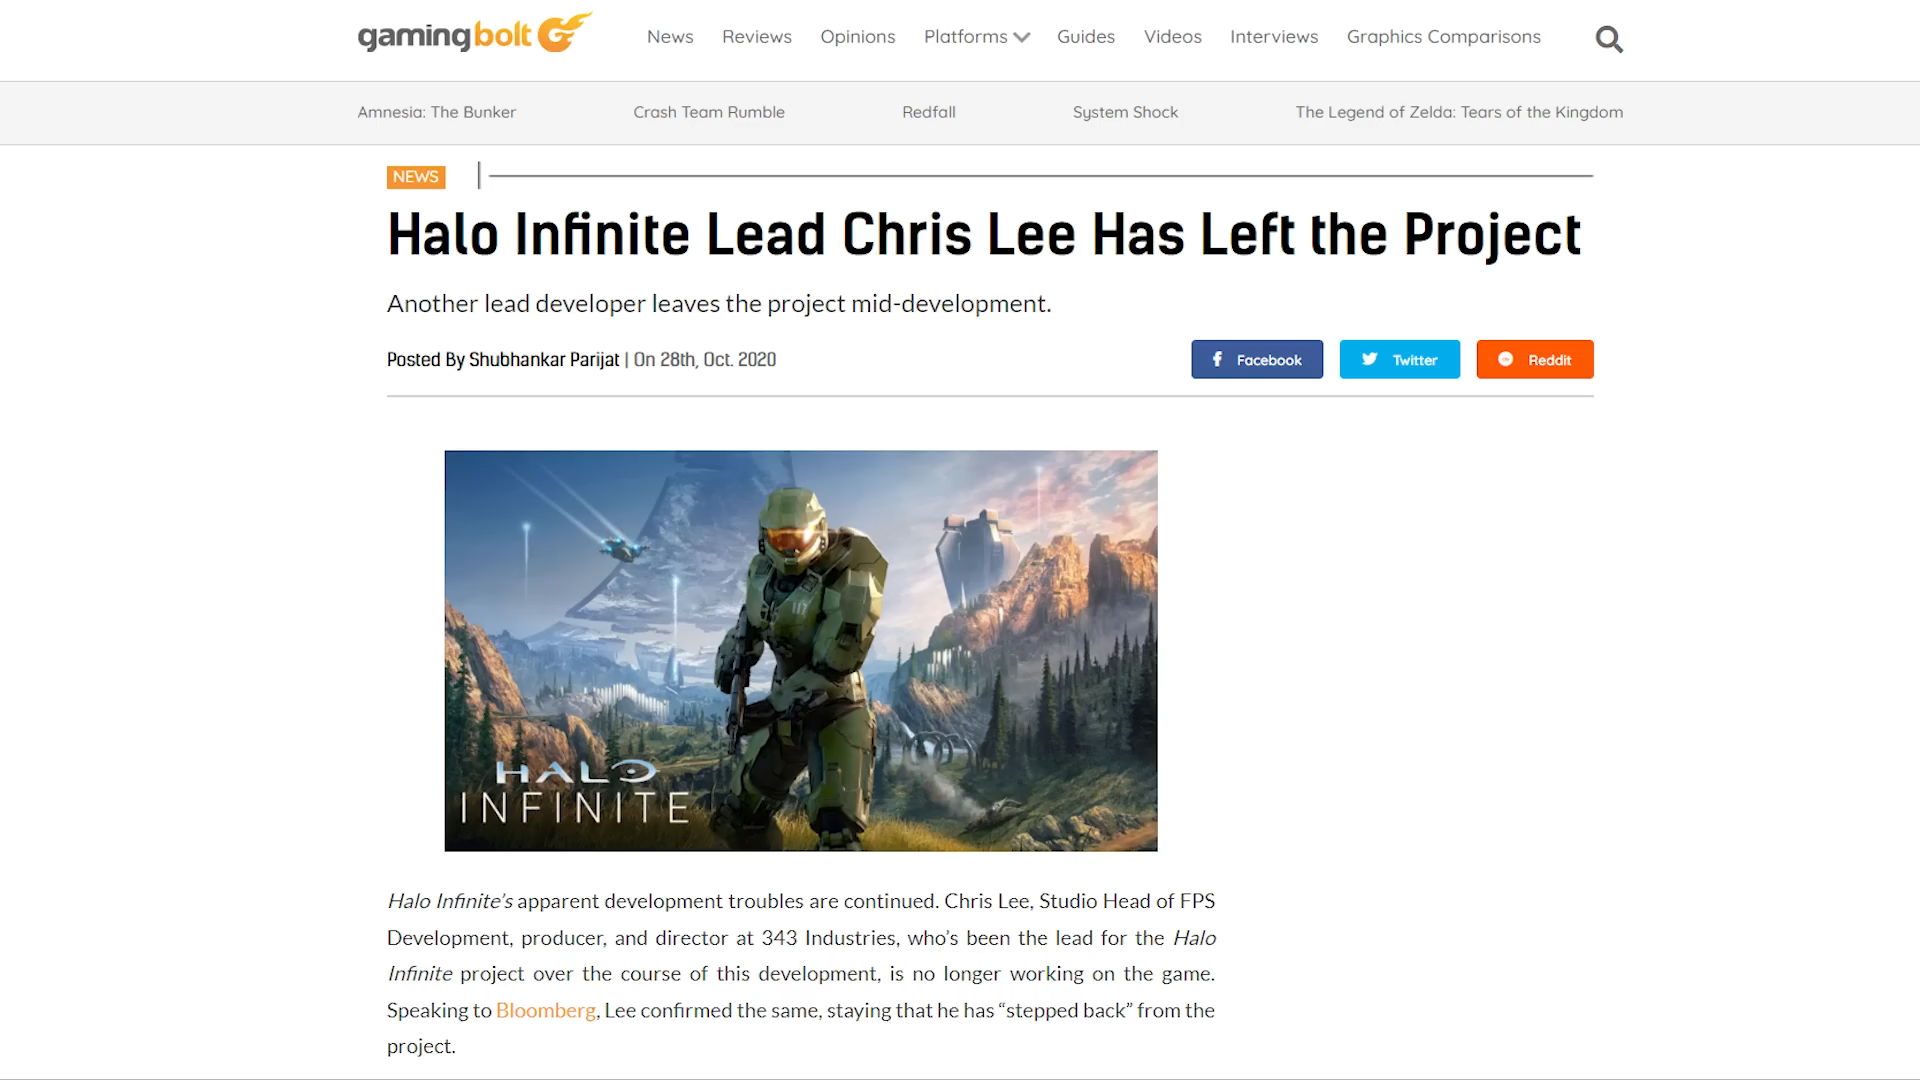 gamingbolt
News Reviews Opinions Platforms Guides Videos Interviews Graphics Comparisons
Amnesia: The Bunker Crash Team Rumble Redfall System Shock The Legend of Zelda: Tears of the Kingdom
NEWS
Halo Infinite Lead Chris Lee Has Left the Project
Another lead developer leaves the project mid-development.
Posted By Shubhankar Parijat | On 28th, Oct. 2020
Facebook Twitter Reddit
117
HALO
INFINITE
Halo Infinite’s apparent development troubles are continued. Chris Lee, Studio Head of FPS
Development, producer, and director at 343 Industries, who’s been the lead for the Halo
Infinite project over the course of this development, is no longer working on the game.
Speaking to Bloomberg, Lee confirmed the same, staying that he has “stepped back” from the
project.